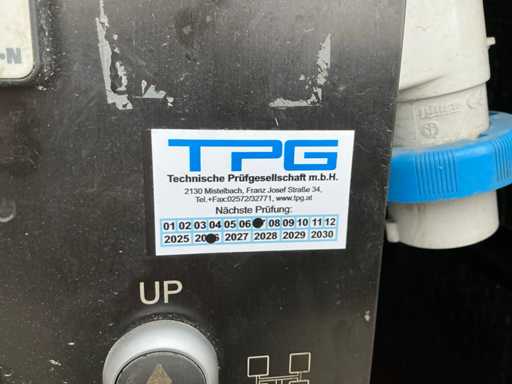 N
TPG
Technische Prüfgesellschaft m.b.H.
2130 Mistelbach, Franz Josef Straße 34,
Tel.+Fax:02572/32771, www.tpg.at
Nächste Prüfung:
01 02 03 04 05 06 08 09 10 11 12
2025 2027 2028 2029 2030
UP